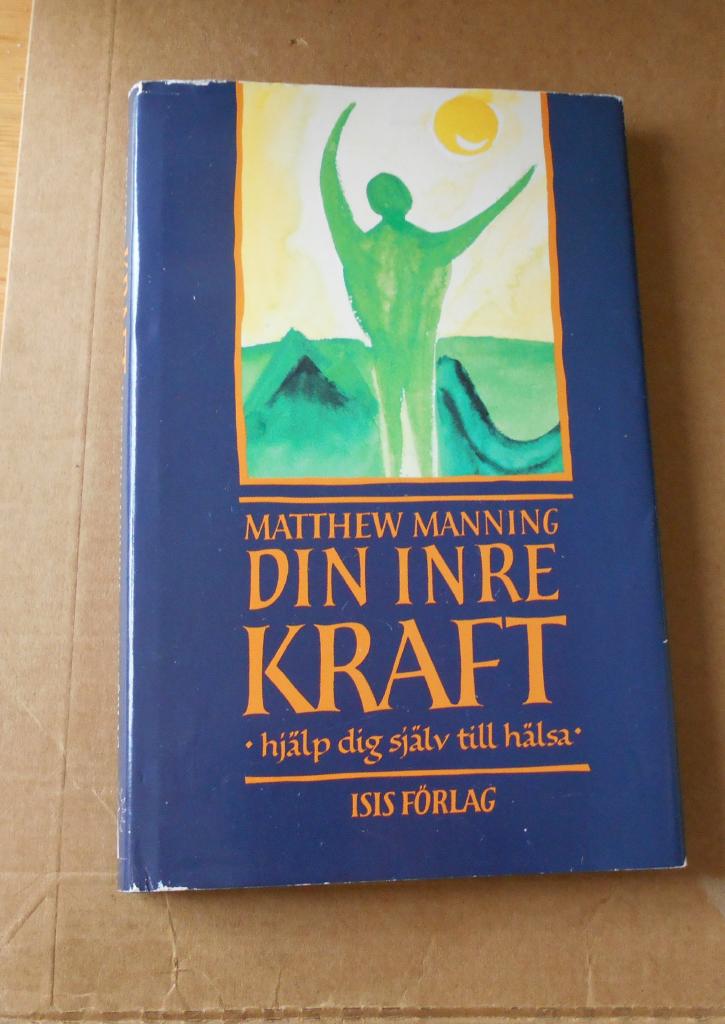 MATTHEW MANNING
DIN INRE
KRAFT
· hjälp dig själv till hälsa ·
ISIS FÖRLAG